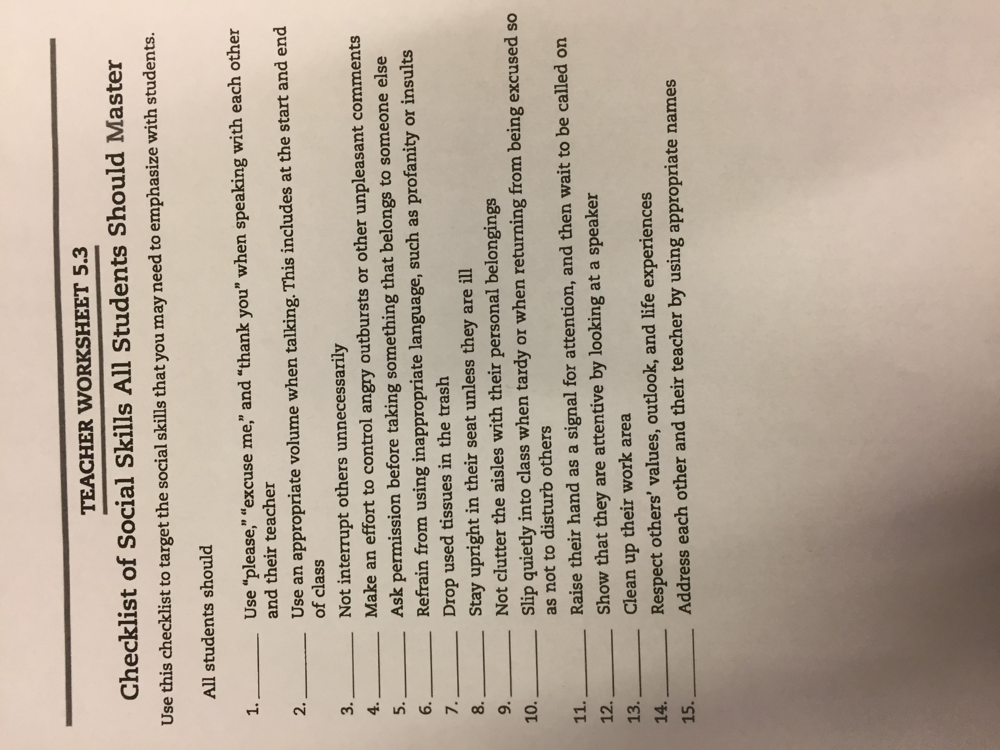 TEACHER WORKSHEET 5.3
Checklist of Social Skills All Students Should Master
Use this checklist to target the social skills that you may need to emphasize with students.
All students should
1. ______ Use “please,” “excuse me,” and “thank you” when speaking with each other
and their teacher
2. ______ Use an appropriate volume when talking. This includes at the start and end
of class
3. ______ Not interrupt others unnecessarily
4. ______ Make an effort to control angry outbursts or other unpleasant comments
5. ______ Ask permission before taking something that belongs to someone else
6. ______ Refrain from using inappropriate language, such as profanity or insults
7. ______ Drop used tissues in the trash
8. ______ Stay upright in their seat unless they are ill
9. ______ Not clutter the aisles with their personal belongings
10. ______ Slip quietly into class when tardy or when returning from being excused so
as not to disturb others
11. ______ Raise their hand as a signal for attention, and then wait to be called on
12. ______ Show that they are attentive by looking at a speaker
13. ______ Clean up their work area
14. ______ Respect others’ values, outlook, and life experiences
15. ______ Address each other and their teacher by using appropriate names